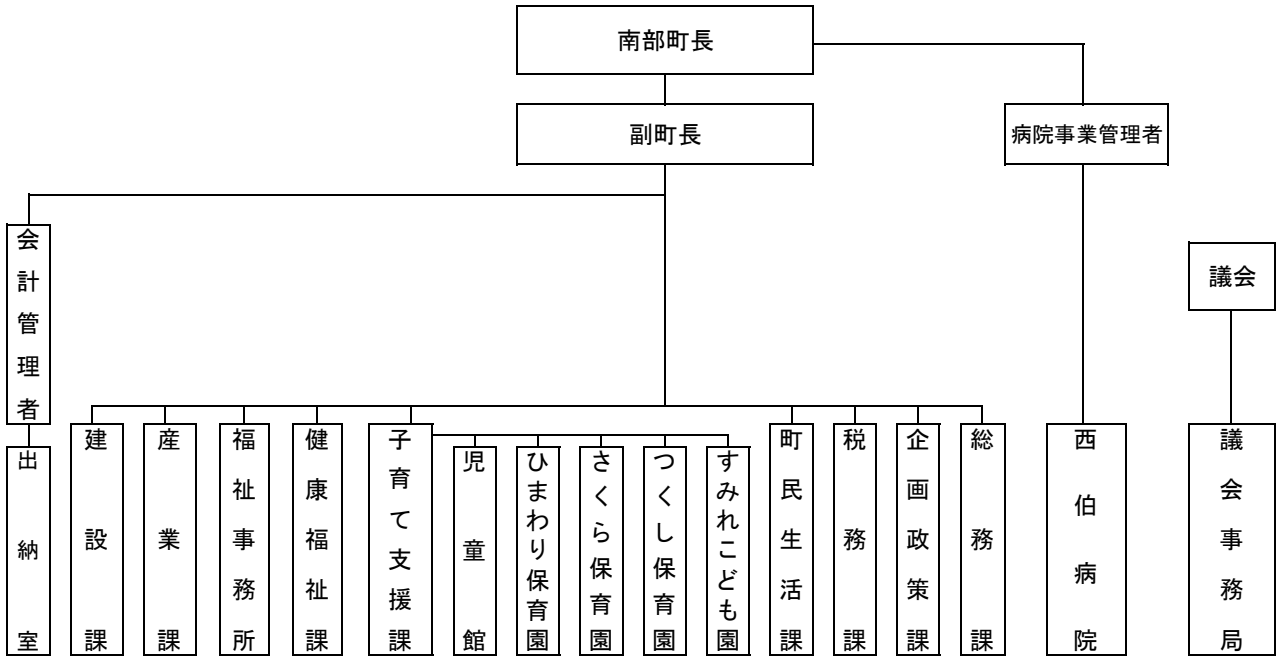 南部町長
副町長
病院事業管理者
議会
会計管理者
出納室
建設課
産業課
福祉事務所
健康福祉課
子育て支援課
児童館
ひまわり保育園
さくら保育園
つくし保育園
すみれこども園
町民生活課
税務課
企画政策課
総務課
西伯病院
議会事務局